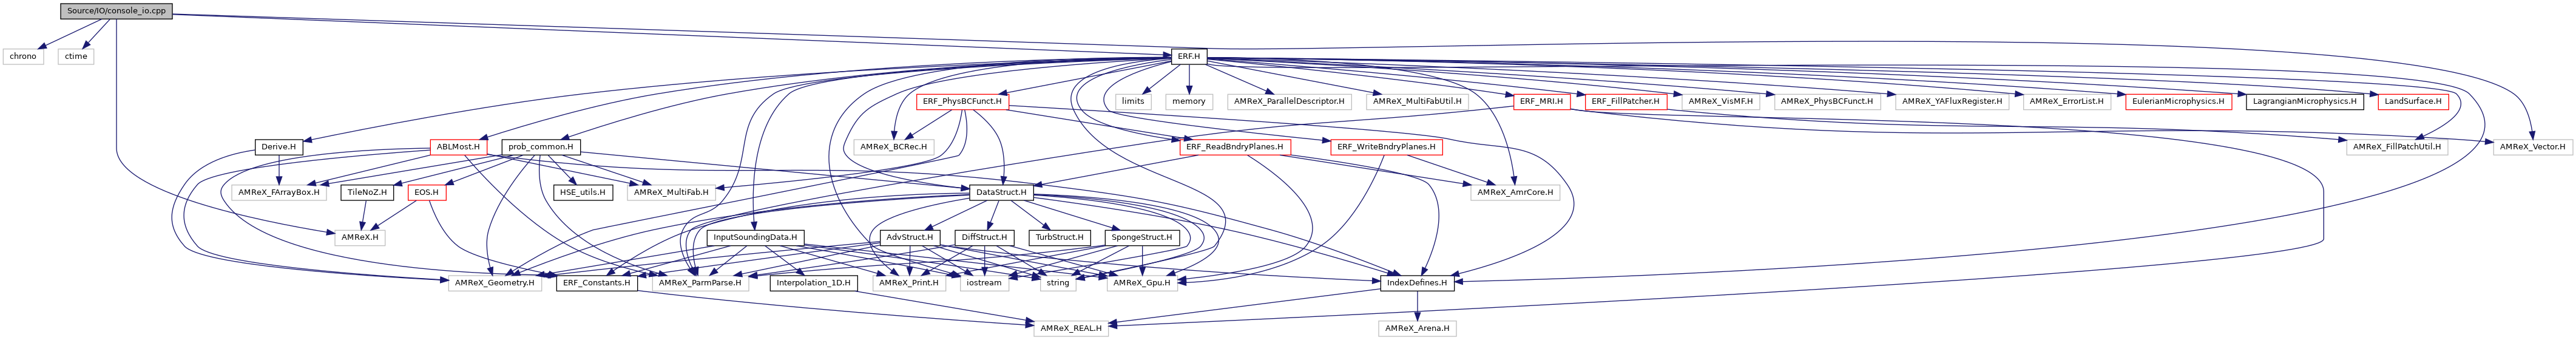 Source/IO/console_io.cpp
chrono
ctime
ERF.H
ERF_PhysBCFunct.H
limits
memory
AMReX_ParallelDescriptor.H
AMReX_MultiFabUtil.H
ERF_MRI.H
ERF_FillPatcher.H
AMReX_VisMF.H
AMReX_PhysBCFunct.H
AMReX_YAFluxRegister.H
AMReX_ErrorList.H
EulerianMicrophysics.H
LagrangianMicrophysics.H
LandSurface.H
Derive.H
ABLMost.H
prob_common.H
AMReX_BCRec.H
ERF_ReadBndryPlanes.H
ERF_WriteBndryPlanes.H
AMReX_FillPatchUtil.H
AMReX_Vector.H
AMReX_FArrayBox.H
TileNoZ.H
EOS.H
HSE_utils.H
AMReX_MultiFab.H
DataStruct.H
AMReX_AmrCore.H
AMReX.H
InputSoundingData.H
AdvStruct.H
DiffStruct.H
TurbStruct.H
SpongeStruct.H
AMReX_Geometry.H
ERF_Constants.H
AMReX_ParmParse.H
Interpolation_1D.H
AMReX_Print.H
iostream
string
AMReX_Gpu.H
IndexDefines.H
AMReX_REAL.H
AMReX_Arena.H